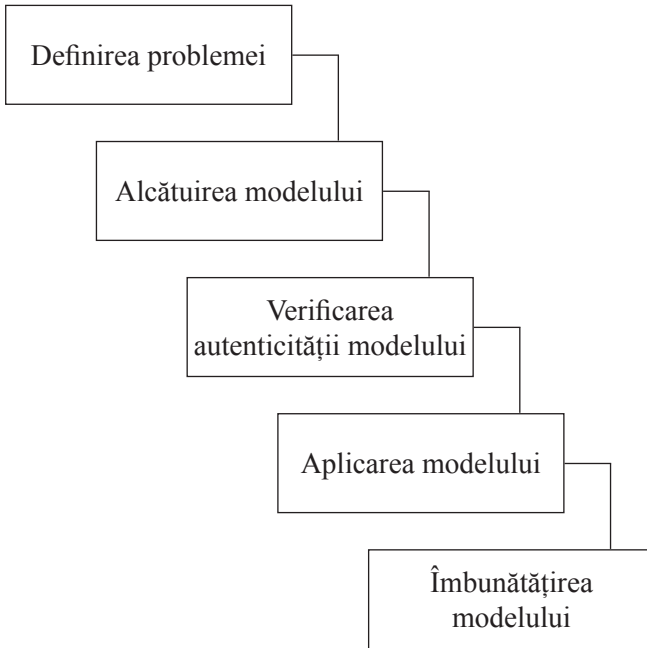 Definirea problemei
Alcătuirea modelului
Verificarea
autenticității modelului
Aplicarea modelului
Îmbunătățirea
modelului